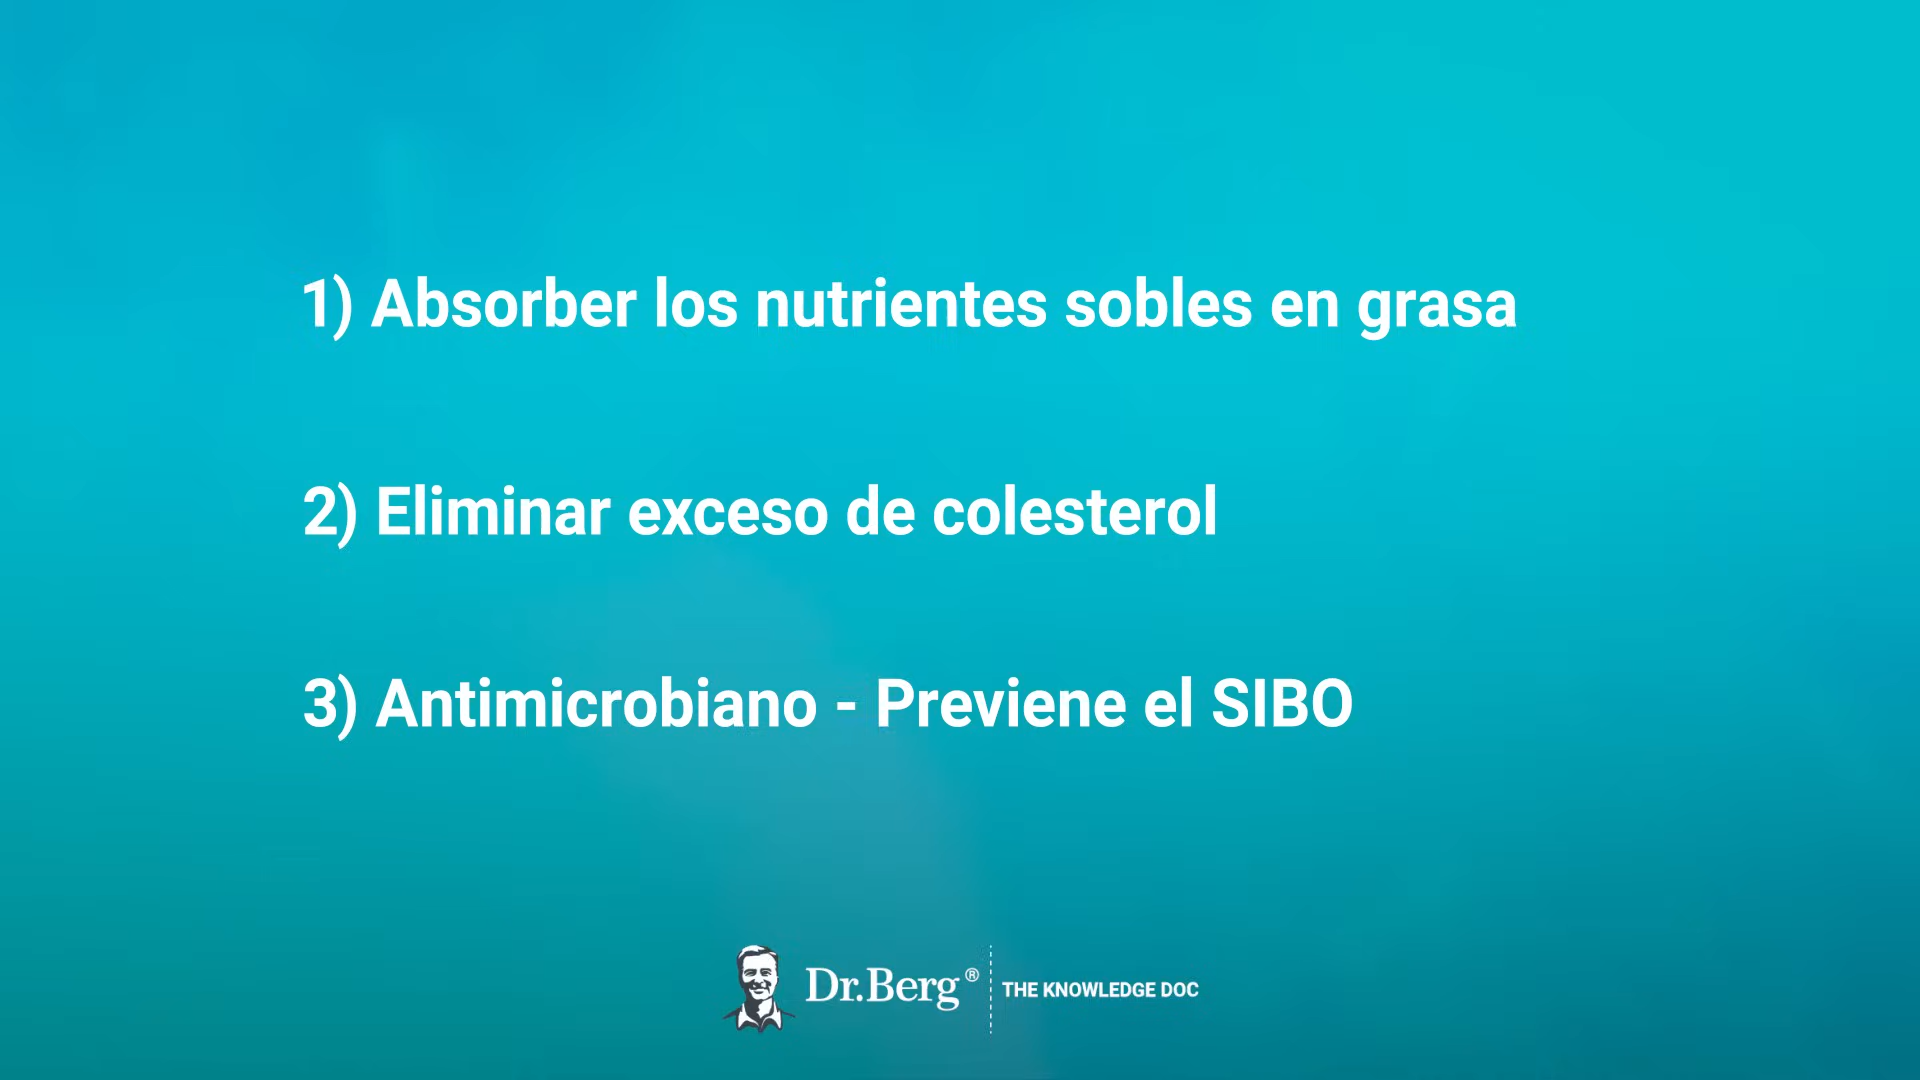 1) Absorber los nutrientes sobles en grasa
2) Eliminar exceso de colesterol
3) Antimicrobiano - Previene el SIBO
Dr.Berg® THE KNOWLEDGE DOC